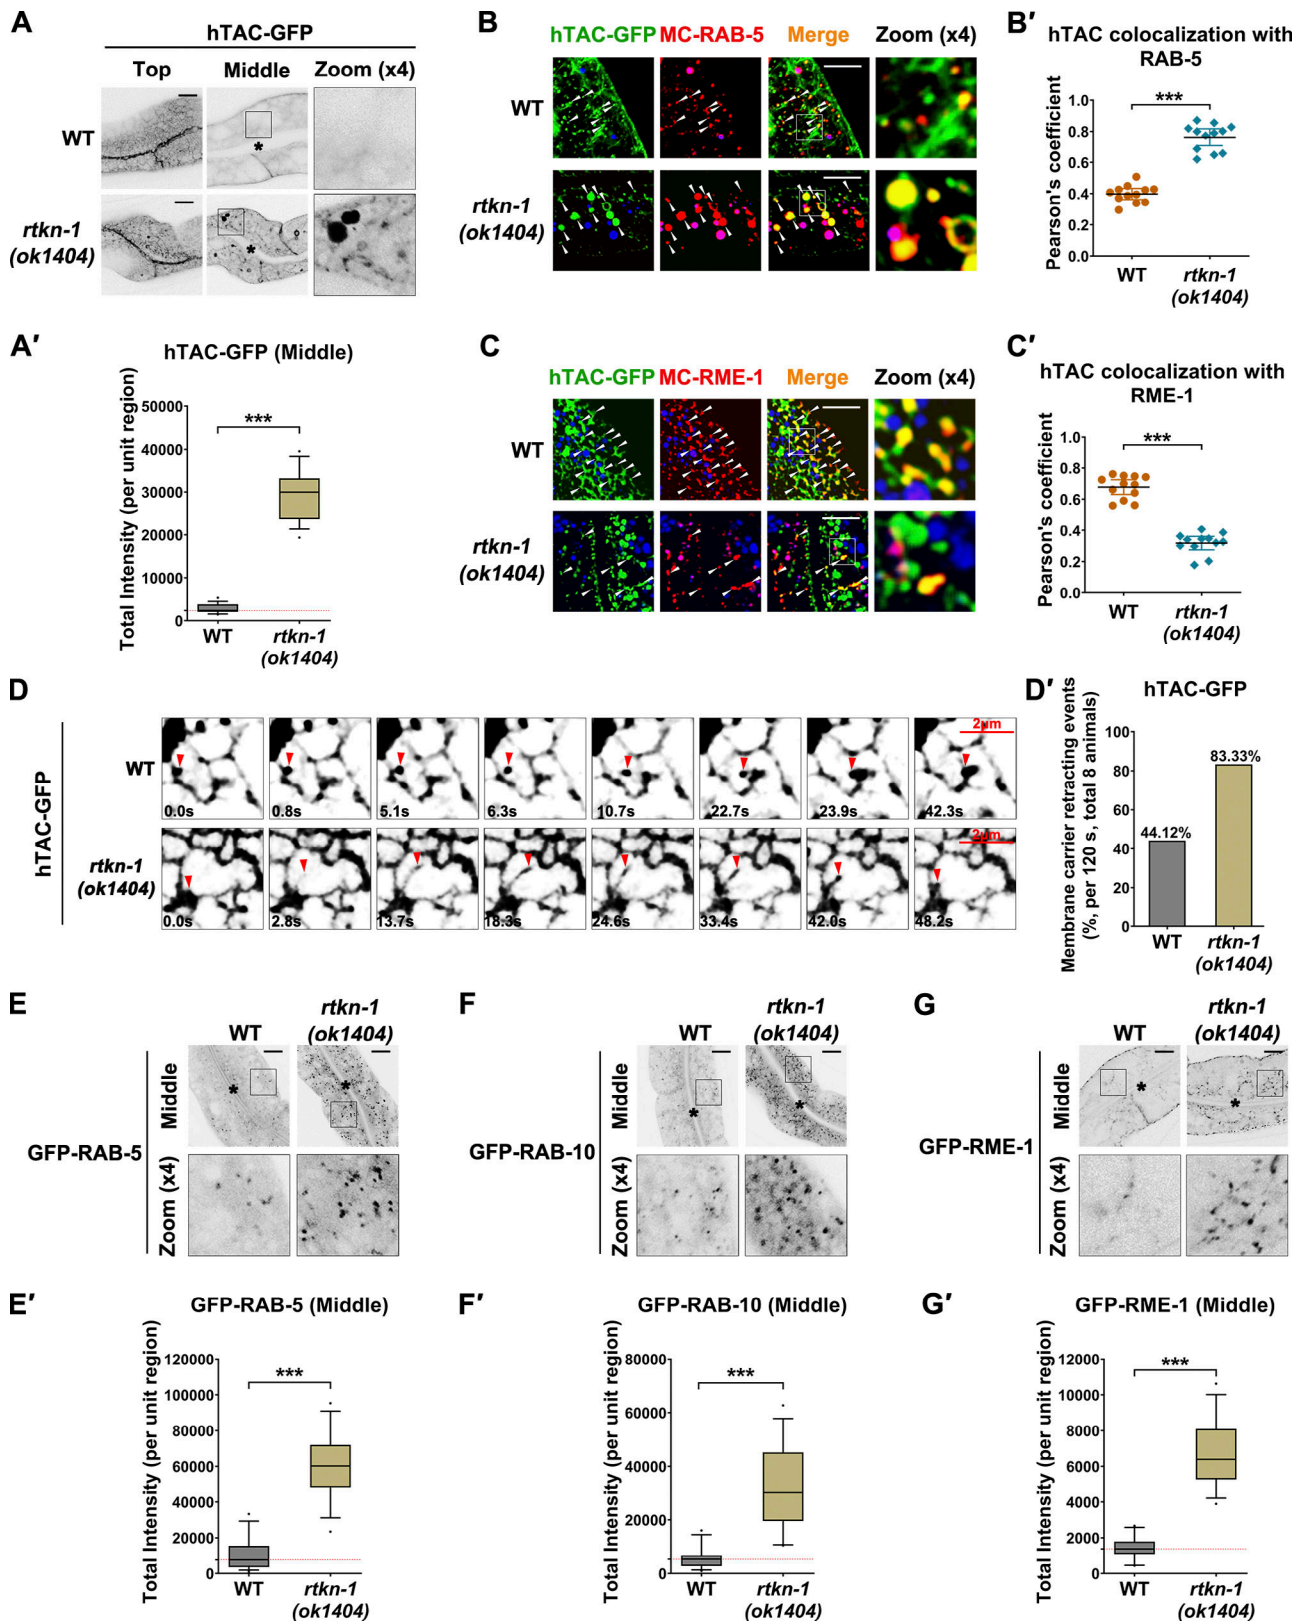 A
hTAC-GFP
Top Middle Zoom (x4)
WT
*
rtkn-1
(ok1404)
*
B
hTAC-GFP MC-RAB-5 Merge Zoom (x4)
WT
rtkn-1
(ok1404)
B′
hTAC colocalization with
RAB-5
Pearson's coefficient
1.0
0.8
0.6
0.4
0.2
0.0
***
WT rtkn-1
(ok1404)
A′
hTAC-GFP (Middle)
Total Intensity (per unit region)
50000
40000
30000
20000
10000
0
***
WT rtkn-1
(ok1404)
C
hTAC-GFP MC-RME-1 Merge Zoom (x4)
WT
rtkn-1
(ok1404)
C′
hTAC colocalization with
RME-1
Pearson's coefficient
1.0
0.8
0.6
0.4
0.2
0.0
***
WT rtkn-1
(ok1404)
D
hTAC-GFP
WT
2μm
0.0s 0.8s 5.1s 6.3s 10.7s 22.7s 23.9s 42.3s
rtkn-1
(ok1404)
2μm
0.0s 2.8s 13.7s 18.3s 24.6s 33.4s 42.0s 48.2s
D′
hTAC-GFP
Membrane carrier retracting events
(%, per 120 s, total 8 animals)
100
80
60
40
20
0
44.12%
83.33%
WT rtkn-1
(ok1404)
E
WT rtkn-1
(ok1404)
GFP-RAB-5
Middle
* *
Zoom (x4)
F
WT rtkn-1
(ok1404)
GFP-RAB-10
Middle
* *
Zoom (x4)
G
WT rtkn-1
(ok1404)
GFP-RME-1
Middle
* *
Zoom (x4)
E′
GFP-RAB-5 (Middle)
Total Intensity (per unit region)
120000
100000
80000
60000
40000
20000
0
***
WT rtkn-1
(ok1404)
F′
GFP-RAB-10 (Middle)
Total Intensity (per unit region)
80000
60000
40000
20000
0
***
WT rtkn-1
(ok1404)
G′
GFP-RME-1 (Middle)
Total Intensity (per unit region)
12000
10000
8000
6000
4000
2000
0
***
WT rtkn-1
(ok1404)